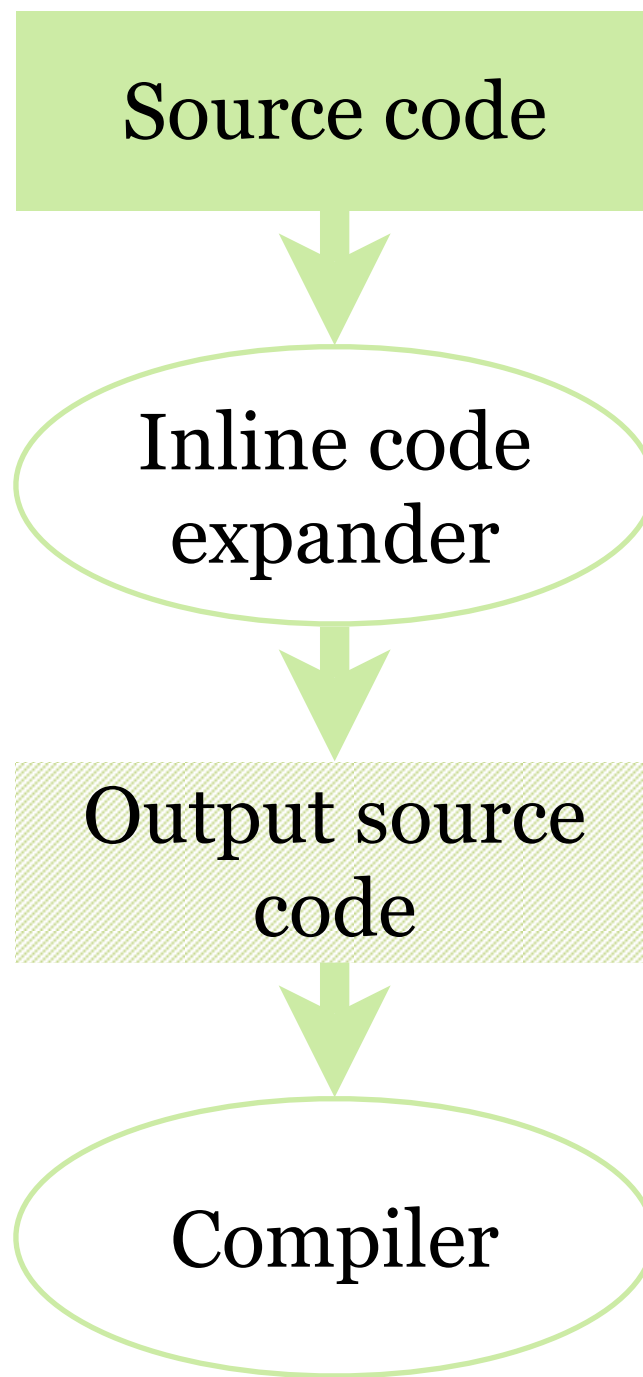 Source code
Inline code
expander
Output source
code
Compiler